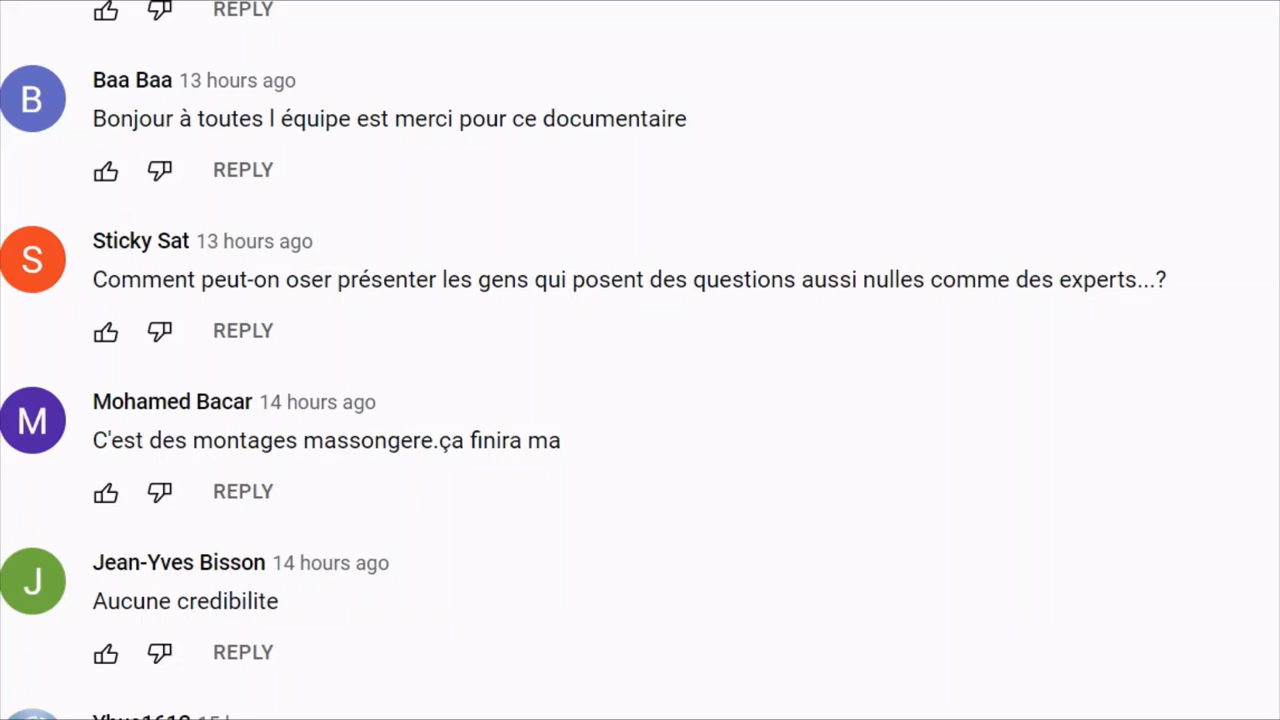 REPLY
B
Baa Baa 13 hours ago
Bonjour à toutes l équipe est merci pour ce documentaire
REPLY
S
Sticky Sat 13 hours ago
Comment peut-on oser présenter les gens qui posent des questions aussi nulles comme des experts...?
REPLY
M
Mohamed Bacar 14 hours ago
C'est des montages massongere.ça finira ma
REPLY
J
Jean-Yves Bisson 14 hours ago
Aucune credibilite
REPLY